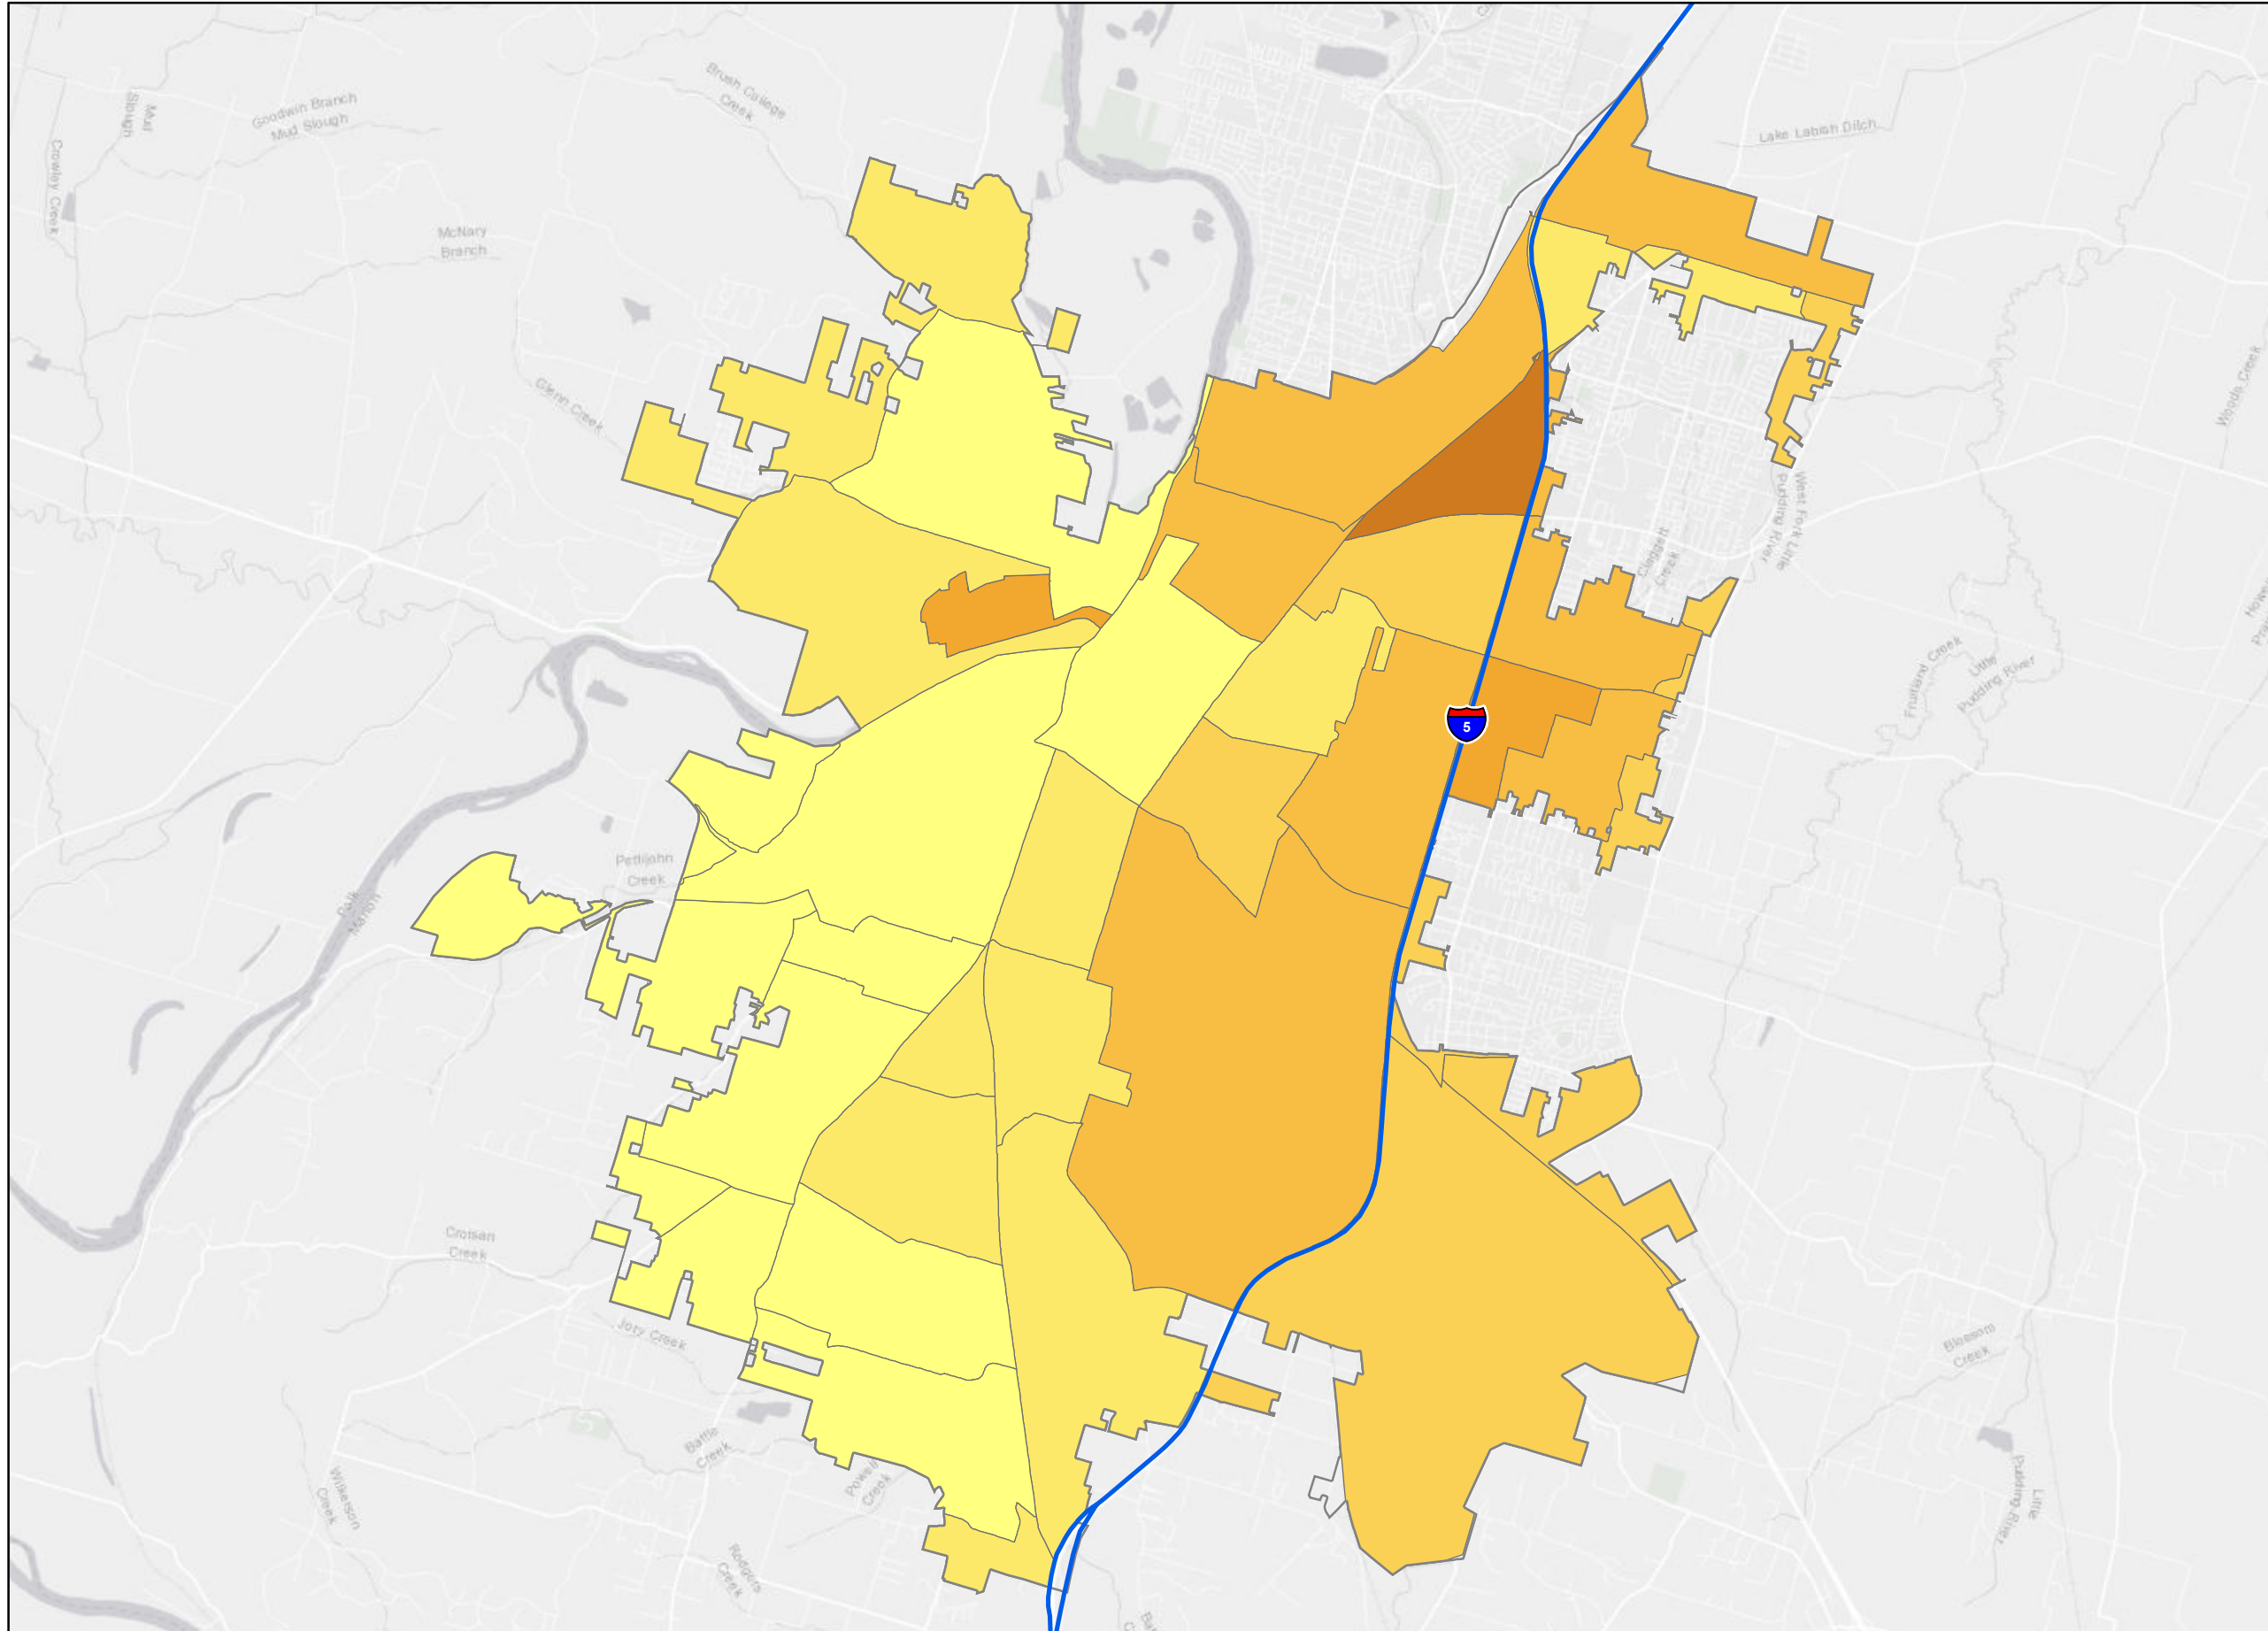 Brush College
Creek
Goodwin Branch
Mud Slough
Mud
Slough
Lake Labish Ditch
Crowley Creek
McNary
Branch
Glenn Creek
Woods Creek
West Fork Little
Pudding River
Claggett
Creek
Fruitland Creek
Little
Pudding River
5
Pettijohn
Creek
Croisan
Creek
Jory Creek
Blossom
Creek
Battle
Creek
Powell
Creek
Wilkerson
Creek
Rodgers
Creek
Little
Pudding River